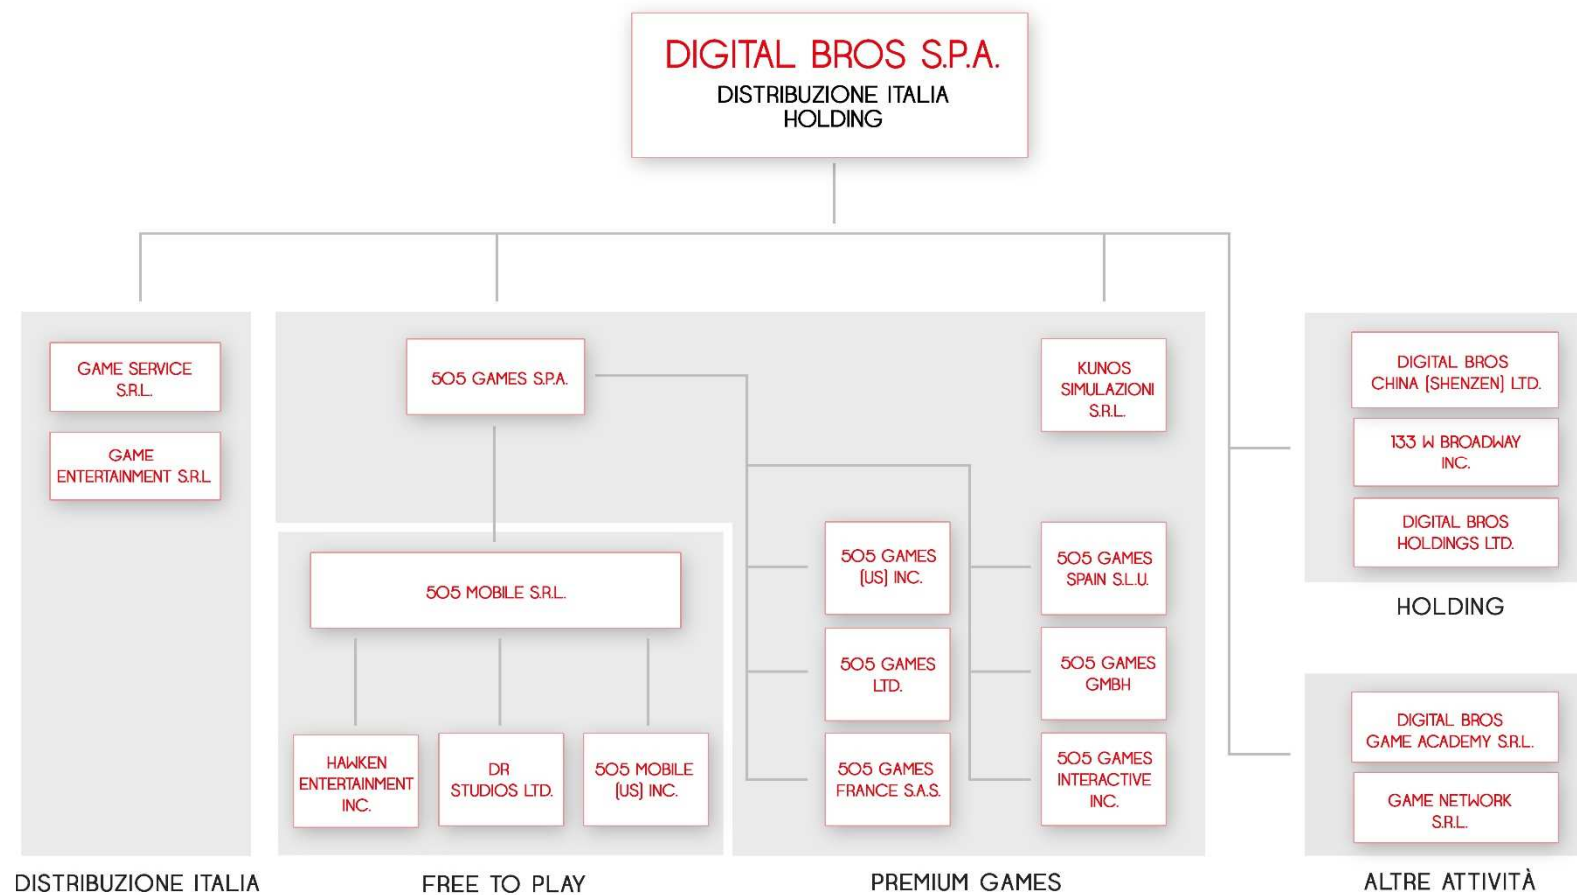 DIGITAL BROS S.P.A.
DISTRIBUZIONE ITALIA
HOLDING
GAME SERVICE
S.R.L.
GAME
ENTERTAINMENT S.R.L
DISTRIBUZIONE ITALIA
505 GAMES S.P.A.
KUNOS
SIMULAZIONI
S.R.L.
505 MOBILE S.R.L.
HAWKEN
ENTERTAINMENT
INC.
DR
STUDIOS LTD.
505 MOBILE
(US) INC.
FREE TO PLAY
505 GAMES
(US) INC.
505 GAMES
LTD.
505 GAMES
FRANCE S.A.S.
505 GAMES
SPAIN S.L.U.
505 GAMES
GMBH
505 GAMES
INTERACTIVE
INC.
PREMIUM GAMES
DIGITAL BROS
CHINA (SHENZEN) LTD.
133 W BROADWAY
INC.
DIGITAL BROS
HOLDINGS LTD.
HOLDING
DIGITAL BROS
GAME ACADEMY S.R.L.
GAME NETWORK
S.R.L.
ALTRE ATTIVITÀ